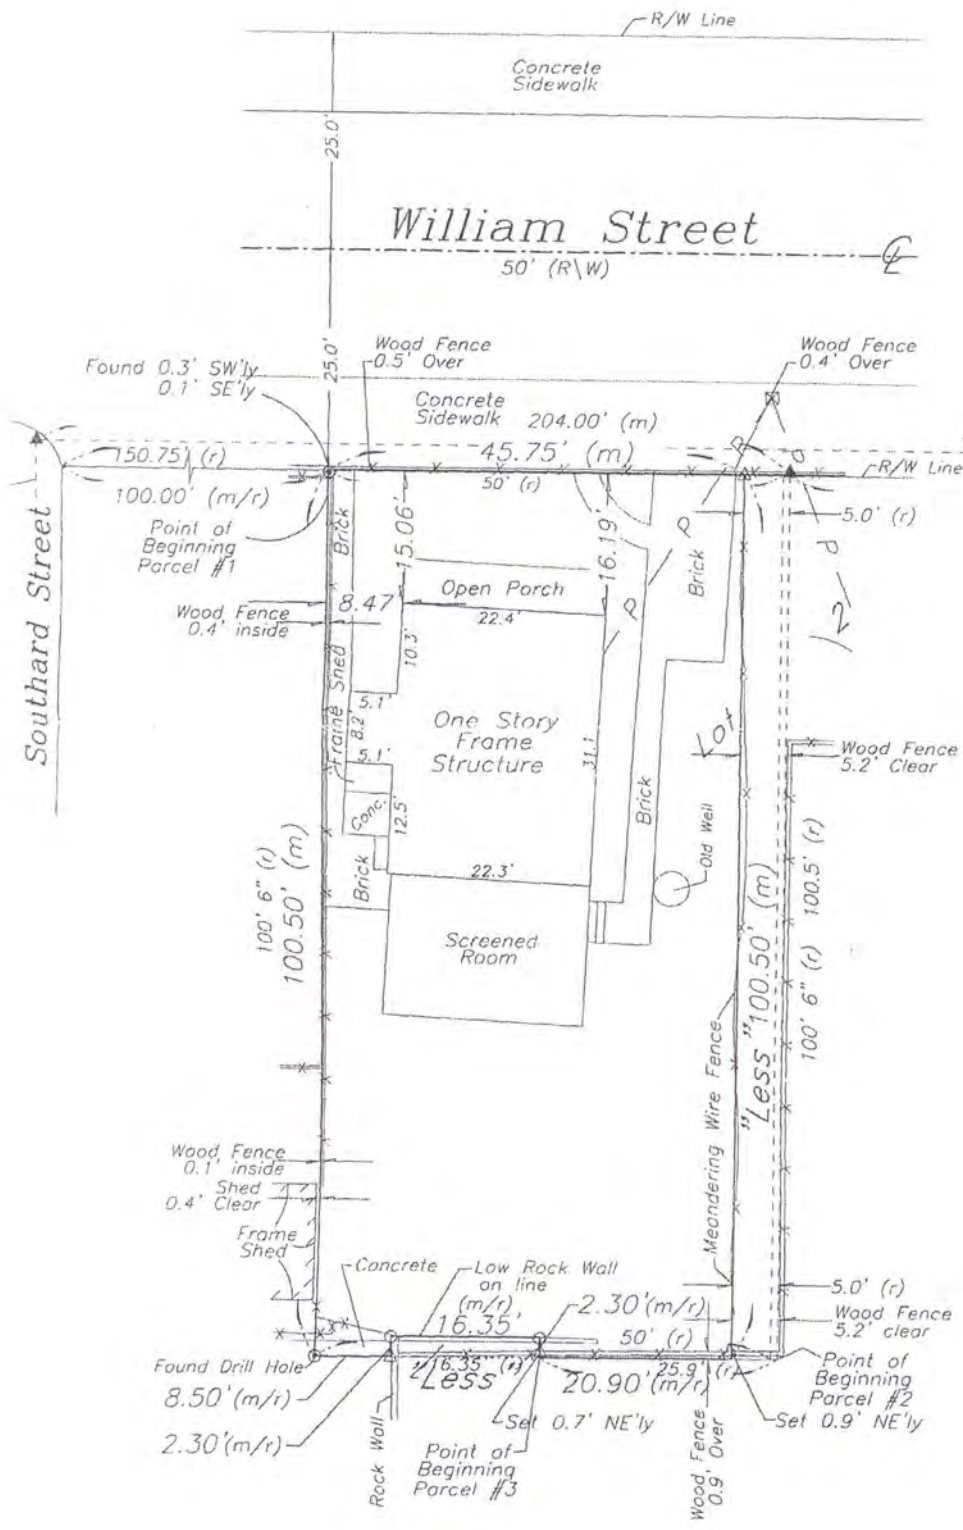 R/W Line
Concrete
Sidewalk
25.0'
William Street
50' (R\W)
℄
25.0'
Wood Fence
0.5' Over
Wood Fence
0.4' Over
Found 0.3' SW'ly
0.1' SE'ly
Concrete
Sidewalk
204.00' (m)
150.75' (r)
45.75' (m)
R/W Line
100.00' (m/r)
50' (r)
5.0' (r)
Point of
Beginning
Parcel #1
Brick
15.06'
16.19'
P
P
P
P
P
Brick
Southard Street
Open Porch
8.47'
Wood Fence
0.4' inside
22.4'
10.3'
Frame Shed
5.1'
8.2'
5.1'
One Story
Frame
Structure
31.1
Lot
12
Wood Fence
5.2' Clear
Conc.
12.5'
Brick
Old Well
Brick
22.3'
100' 6" (r)
100.50' (m)
Screened
Room
"Less" 100.50' (m)
100' 6" (r) 100.5' (r)
Meandering Wire Fence
Wood Fence
0.1' inside
Shed
0.4' Clear
Frame
Shed
Concrete
Low Rock Wall
on line
(m/r)
16.35'
2.30'(m/r)
5.0' (r)
Wood Fence
5.2' clear
50' (r)
Found Drill Hole
16.35' (r)
"Less"
25.9' (r)
Point of
Beginning
Parcel #2
8.50'(m/r)
20.90'(m/r)
Set 0.7' NE'ly
Set 0.9' NE'ly
2.30'(m/r)
Rock Wall
Point of
Beginning
Parcel #3
Wood Fence
0.9' Over